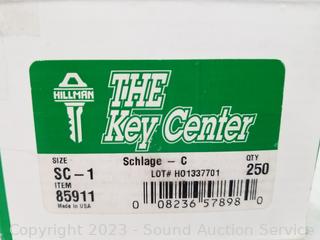 HILLMAN
THE
Key Center
SIZE
Schlage - C
QTY
SC-1
LOT# HO1337701
250
ITEM
85911
Made in USA
0 08236 57898 0
Copyright 2023 - Sound Auction Service